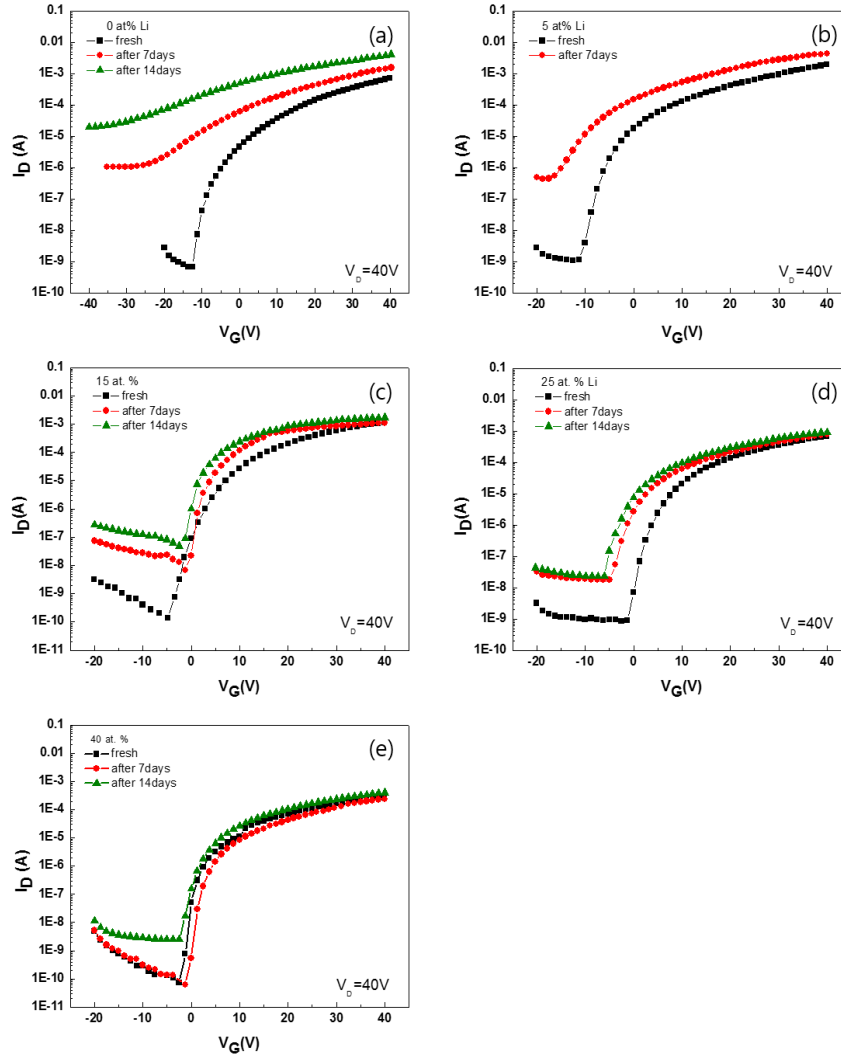 (a)
0 at% Li
fresh
after 7days
after 14days
0.1
0.01
1E-3
1E-4
1E-5
1E-6
1E-7
1E-8
1E-9
1E-10
I_D (A)
-40 -30 -20 -10 0 10 20 30 40
V_G(V)
V_D=40V
(b)
5 at% Li
fresh
after 7days
0.1
0.01
1E-3
1E-4
1E-5
1E-6
1E-7
1E-8
1E-9
1E-10
I_D (A)
-20 -10 0 10 20 30 40
V_G(V)
V_D=40V
(c)
15 at. %
fresh
after 7days
after 14days
0.1
0.01
1E-3
1E-4
1E-5
1E-6
1E-7
1E-8
1E-9
1E-10
1E-11
I_D(A)
-20 -10 0 10 20 30 40
V_G(V)
V_D=40V
(d)
25 at. % Li
fresh
after 7days
after 14days
0.1
0.01
1E-3
1E-4
1E-5
1E-6
1E-7
1E-8
1E-9
1E-10
I_D(A)
-20 -10 0 10 20 30 40
V_G(V)
V_D=40V
(e)
40 at. %
fresh
after 7days
after 14days
0.1
0.01
1E-3
1E-4
1E-5
1E-6
1E-7
1E-8
1E-9
1E-10
1E-11
I_D (A)
-20 -10 0 10 20 30 40
V_G(V)
V_D=40V